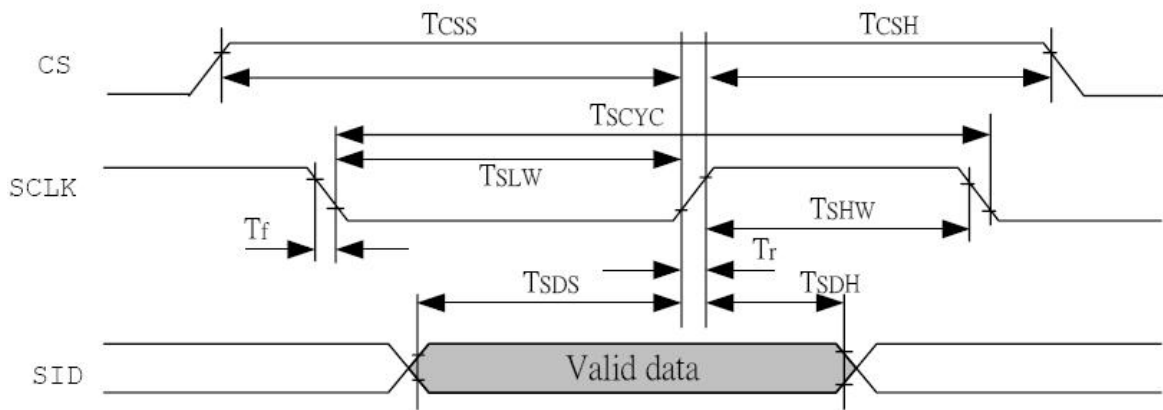 TCSS
TCSH
CS
TSCYC
TSLW
SCLK
TSHW
Tf
Tr
TSDS
TSDH
Valid data
SID